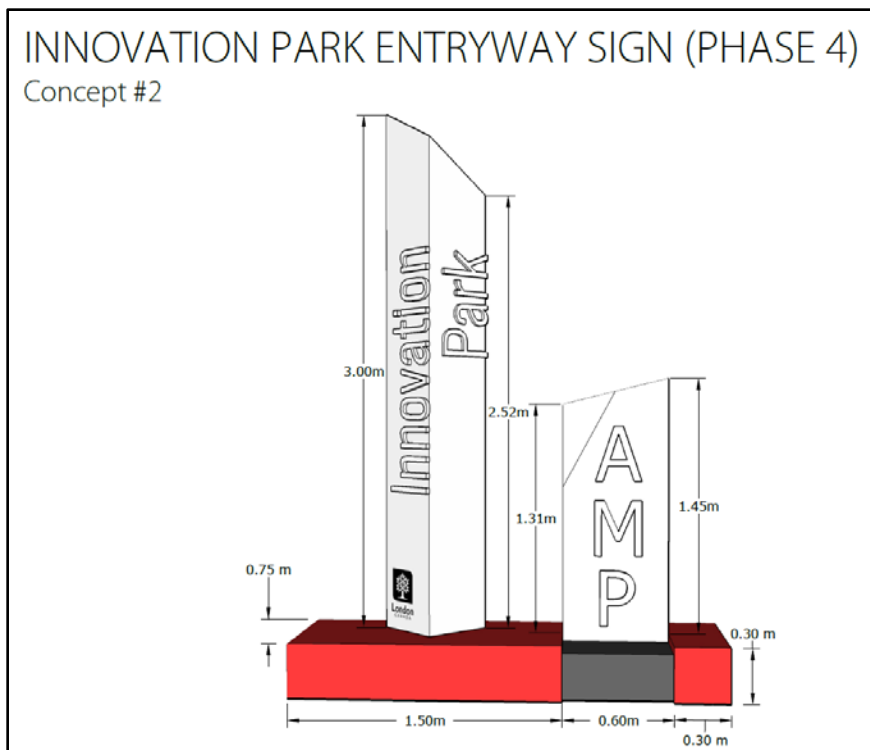 INNOVATION PARK ENTRYWAY SIGN (PHASE 4)
Concept #2
Innovation
Park
3.00m
2.52m
A
M
P
1.31m
1.45m
0.75 m
London
CANADA
0.30 m
1.50m
0.60m
0.30 m